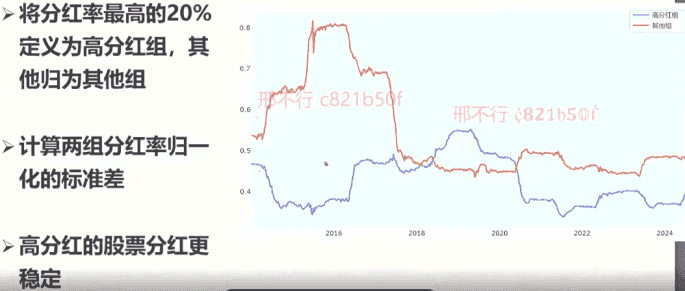 ➤将分红率最高的20%
定义为高分红组，其
他归为其他组
➤计算两组分红率归一
化的标准差
➤高分红的股票分红更
稳定
高分红组
其他组
0.8
0.7
0.6
0.5
0.4
邢不行 c821b50f
邢不行 c821b50f
2016
2018
2020
2022
2024